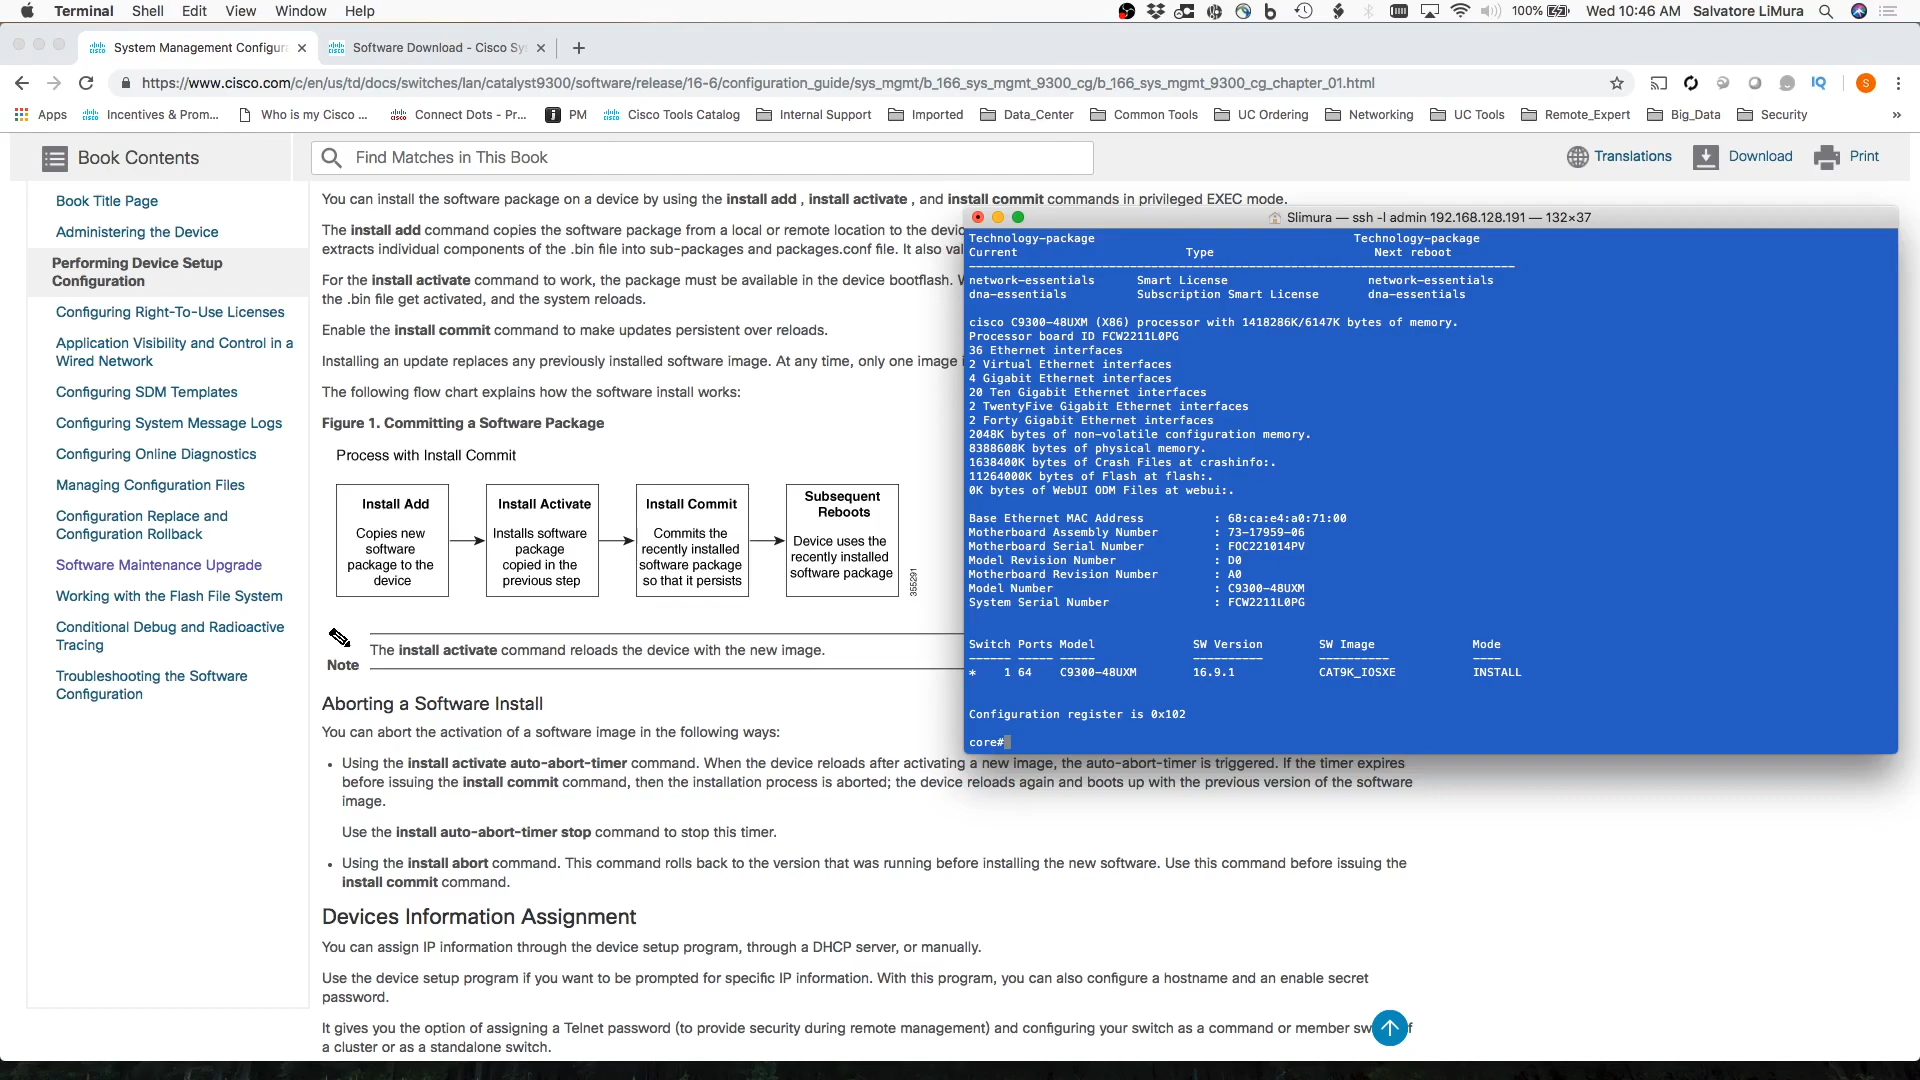 Terminal Shell Edit View Window Help
100% Wed 10:46 AM Salvatore LiMura
System Management Configura
Software Download - Cisco Sy
https://www.cisco.com/c/en/us/td/docs/switches/lan/catalyst9300/software/release/16-6/configuration_guide/sys_mgmt/b_166_sys_mgmt_9300_cg/b_166_sys_mgmt_9300_cg_chapter_01.html
IQ S
Apps Incentives & Prom... Who is my Cisco ... Connect Dots - Pr... PM Cisco Tools Catalog Internal Support Imported Data_Center Common Tools UC Ordering Networking UC Tools Remote_Expert Big_Data Security »
Book Contents
Find Matches in This Book
Translations Download Print
Book Title Page
Administering the Device
Performing Device Setup
Configuration
Configuring Right-To-Use Licenses
Application Visibility and Control in a
Wired Network
Configuring SDM Templates
Configuring System Message Logs
Configuring Online Diagnostics
Managing Configuration Files
Configuration Replace and
Configuration Rollback
Software Maintenance Upgrade
Working with the Flash File System
Conditional Debug and Radioactive
Tracing
Troubleshooting the Software
Configuration
You can install the software package on a device by using the install add , install activate , and install commit commands in privileged EXEC mode.
The install add command copies the software package from a local or remote location to the devic
extracts individual components of the .bin file into sub-packages and packages.conf file. It also val
For the install activate command to work, the package must be available in the device bootflash. W
the .bin file get activated, and the system reloads.
Enable the install commit command to make updates persistent over reloads.
Installing an update replaces any previously installed software image. At any time, only one image i
The following flow chart explains how the software install works:
Figure 1. Committing a Software Package
Process with Install Commit
Install Add
Copies new
software
package to the
device
Install Activate
Installs software
package
copied in the
previous step
Install Commit
Commits the
recently installed
software package
so that it persists
Subsequent
Reboots
Device uses the
recently installed
software package
355291
Note
The install activate command reloads the device with the new image.
Aborting a Software Install
You can abort the activation of a software image in the following ways:
• Using the install activate auto-abort-timer command. When the device reloads after activating a new image, the auto-abort-timer is triggered. If the timer expires
before issuing the install commit command, then the installation process is aborted; the device reloads again and boots up with the previous version of the software
image.
Use the install auto-abort-timer stop command to stop this timer.
• Using the install abort command. This command rolls back to the version that was running before installing the new software. Use this command before issuing the
install commit command.
Devices Information Assignment
You can assign IP information through the device setup program, through a DHCP server, or manually.
Use the device setup program if you want to be prompted for specific IP information. With this program, you can also configure a hostname and an enable secret
password.
It gives you the option of assigning a Telnet password (to provide security during remote management) and configuring your switch as a command or member sw f
a cluster or as a standalone switch.
Slimura — ssh -l admin 192.168.128.191 — 132×37
Technology-package Technology-package
Current Type Next reboot
------------------------------------------------------------------------------
network-essentials Smart License network-essentials
dna-essentials Subscription Smart License dna-essentials
cisco C9300-48UXM (X86) processor with 1418286K/6147K bytes of memory.
Processor board ID FCW2211L0PG
36 Ethernet interfaces
2 Virtual Ethernet interfaces
4 Gigabit Ethernet interfaces
20 Ten Gigabit Ethernet interfaces
2 TwentyFive Gigabit Ethernet interfaces
2 Forty Gigabit Ethernet interfaces
2048K bytes of non-volatile configuration memory.
8388608K bytes of physical memory.
1638400K bytes of Crash Files at crashinfo:.
11264000K bytes of Flash at flash:.
0K bytes of WebUI ODM Files at webui:.
Base Ethernet MAC Address : 68:ca:e4:a0:71:00
Motherboard Assembly Number : 73-17959-06
Motherboard Serial Number : FOC221014PV
Model Revision Number : D0
Motherboard Revision Number : A0
Model Number : C9300-48UXM
System Serial Number : FCW2211L0PG
Switch Ports Model SW Version SW Image Mode
------ ----- ----- ---------- ---------- ----
* 1 64 C9300-48UXM 16.9.1 CAT9K_IOSXE INSTALL
Configuration register is 0x102
core#